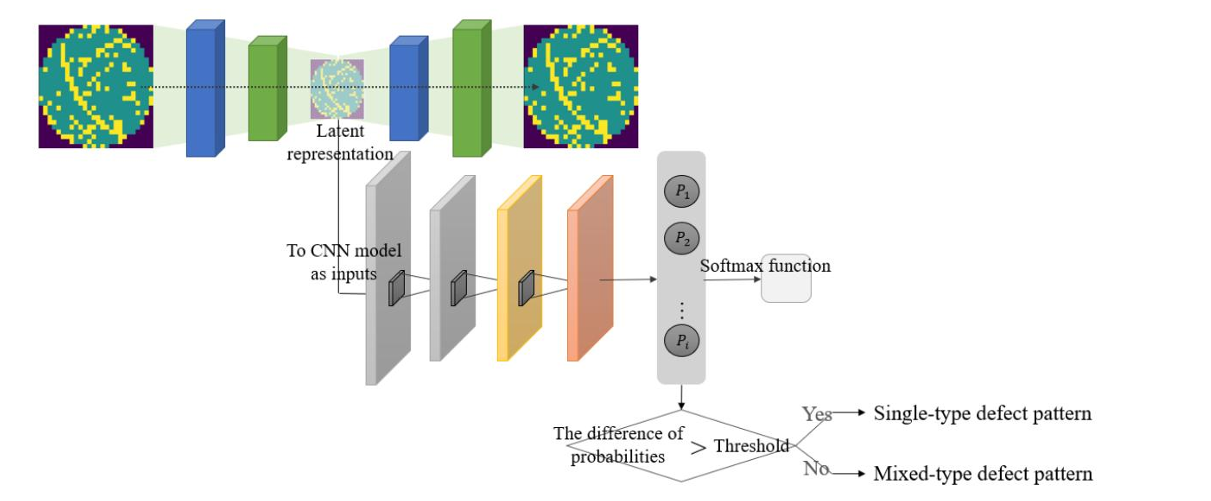 Latent
representation
To CNN model
as inputs
P1
P2
⋮
Pi
Softmax function
The difference of
probabilities
> Threshold
Yes
Single-type defect pattern
No
Mixed-type defect pattern